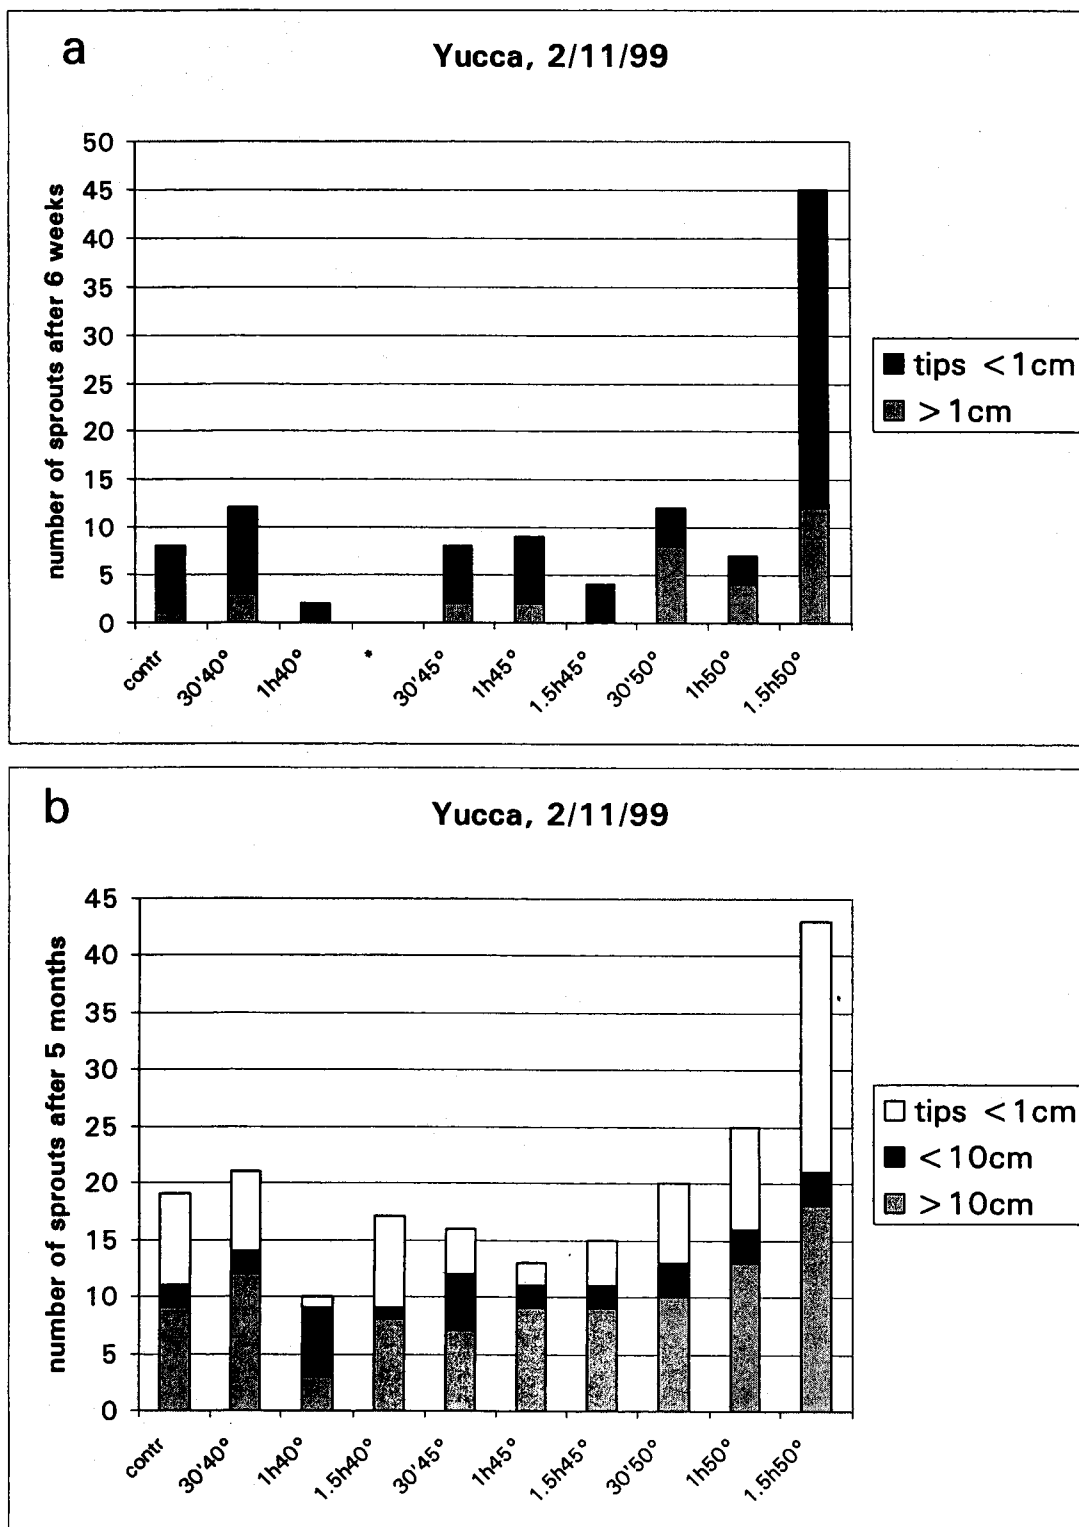 a
Yucca, 2/11/99
number of sprouts after 6 weeks
50
45
40
35
30
25
20
15
10
5
0
contr
30'40°
1h40°
*
30'45°
1h45°
1.5h45°
30'50°
1h50°
1.5h50°
tips <1cm
>1cm
b
Yucca, 2/11/99
number of sprouts after 5 months
45
40
35
30
25
20
15
10
5
0
contr
30'40°
1h40°
1.5h40°
30'45°
1h45°
1.5h45°
30'50°
1h50°
1.5h50°
tips <1cm
<10cm
>10cm